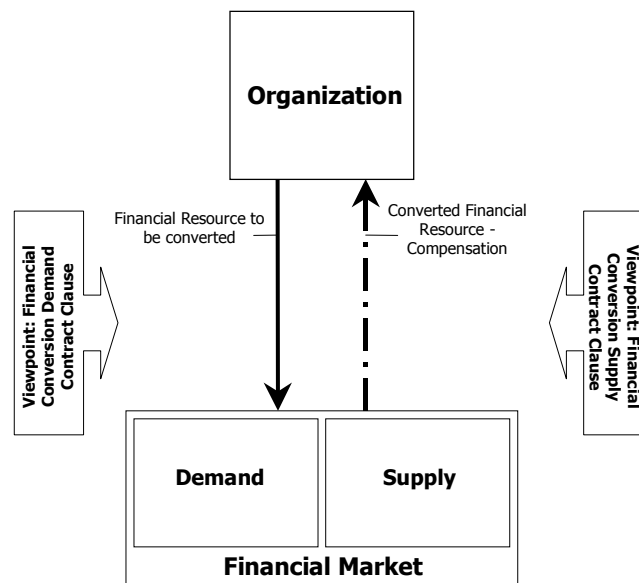 Organization
Financial Resource to
be converted
Converted Financial
Resource -
Compensation
Viewpoint: Financial
Conversion Demand
Contract Clause
Viewpoint: Financial
Conversion Supply
Contract Clause
Demand
Supply
Financial Market